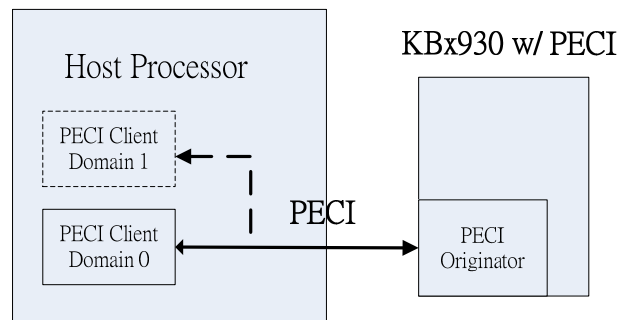 Host Processor
KBx930 w/ PECI
PECI Client
Domain 1
PECI
PECI Client
Domain 0
PECI
Originator